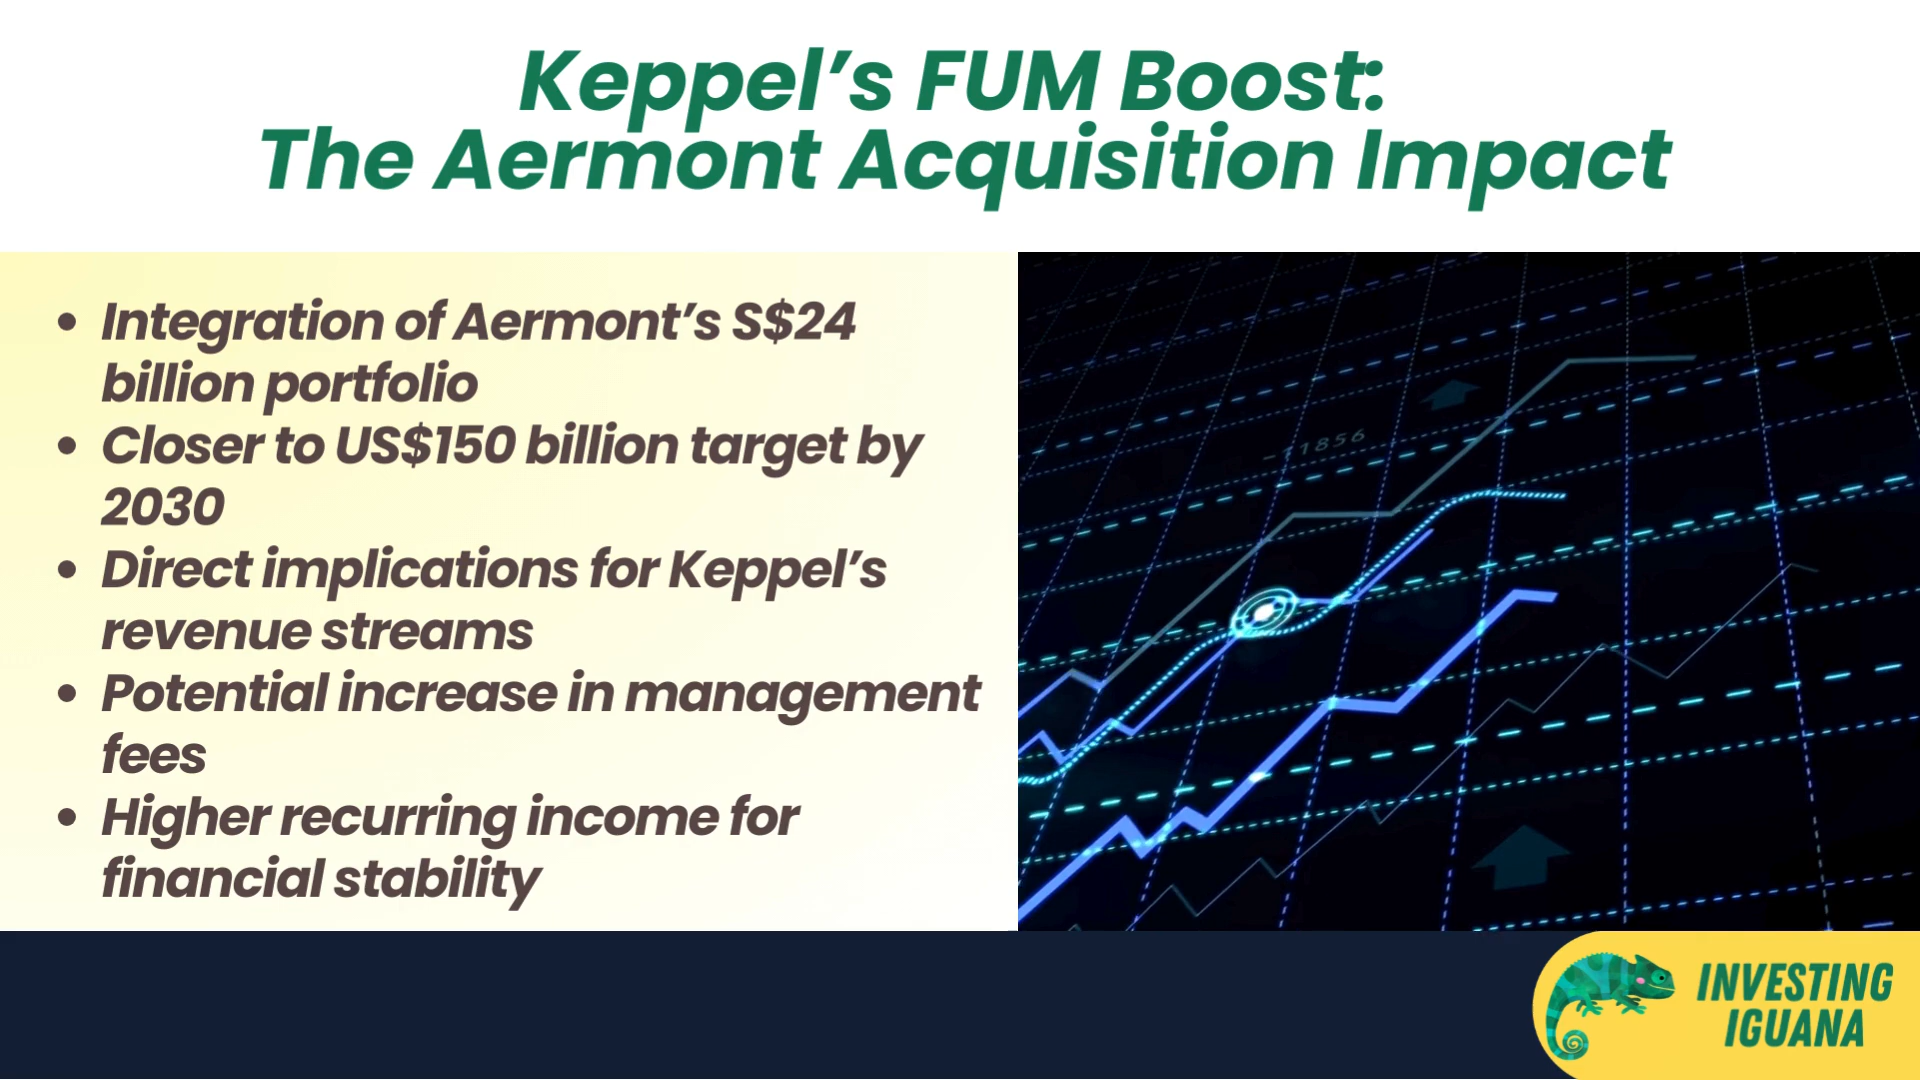 Keppel’s FUM Boost:
The Aermont Acquisition Impact
• Integration of Aermont’s S$24
billion portfolio
• Closer to US$150 billion target by
2030
• Direct implications for Keppel’s
revenue streams
• Potential increase in management
fees
• Higher recurring income for
financial stability
1856
INVESTING
IGUANA